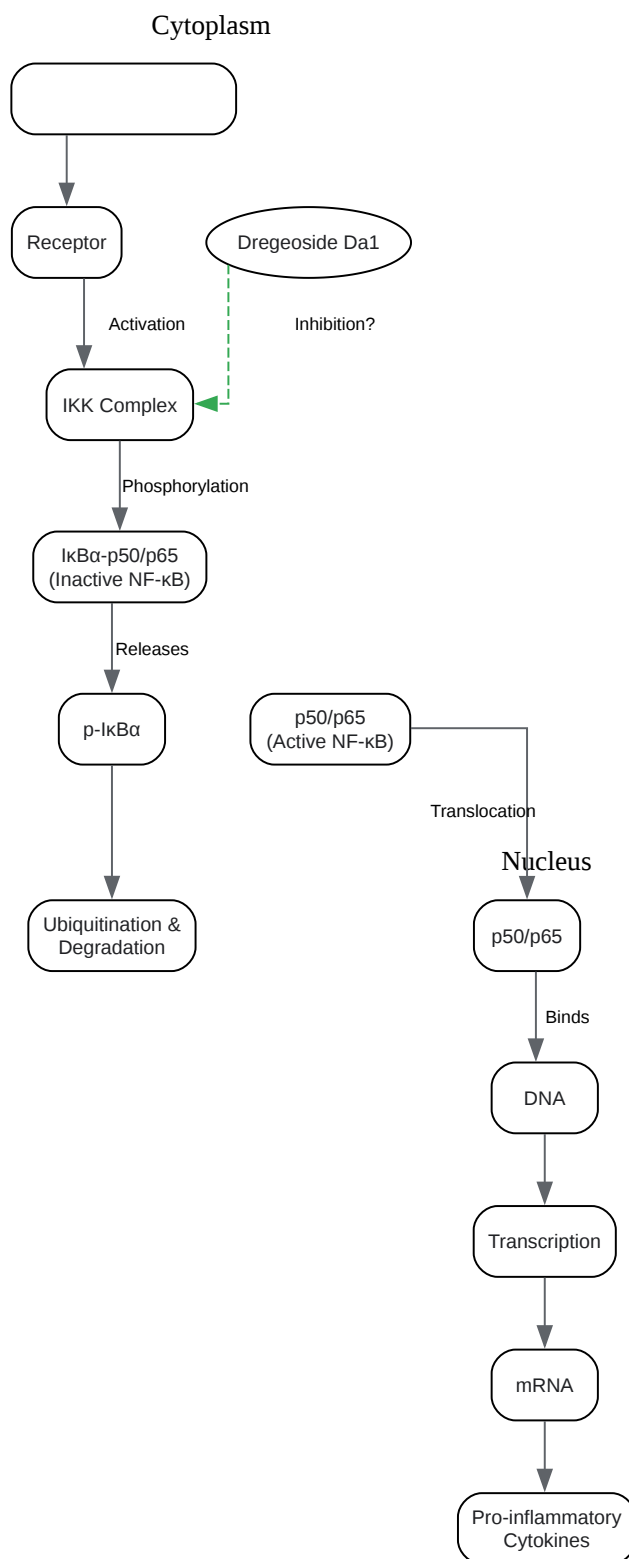 Cytoplasm
Receptor
Dregeoside Da1
Activation
Inhibition?
IKK Complex
Phosphorylation
IκBα-p50/p65
(Inactive NF-κB)
Releases
p-IκBα
p50/p65
(Active NF-κB)
Translocation
Nucleus
Ubiquitination &
Degradation
p50/p65
Binds
DNA
Transcription
mRNA
Pro-inflammatory
Cytokines